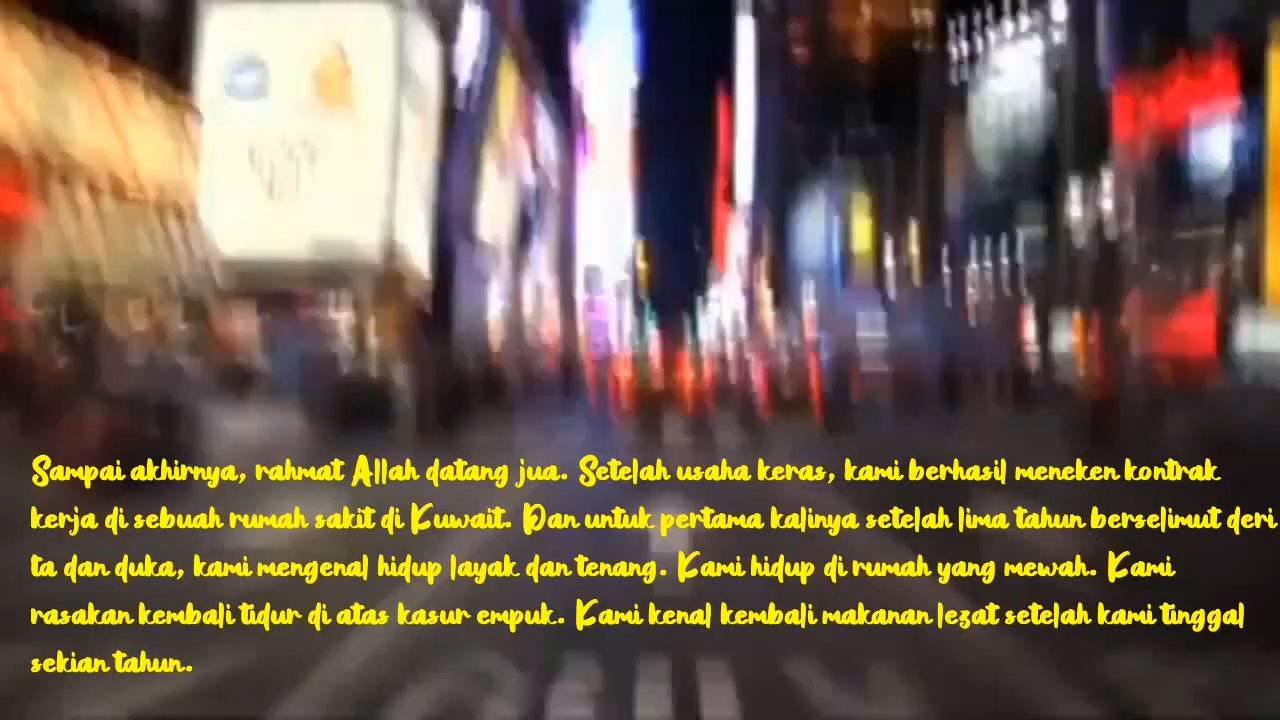 Sampai akhirnya, rahmat Allah datang jua. Setelah usaha keras, kami berhasil meneken kontrak
kerja di sebuah rumah sakit di Kuwait. Dan untuk pertama kalinya setelah lima tahun berselimut deri
ta dan duka, kami mengenal hidup layak dan tenang. Kami hidup di rumah yang mewah. Kami
rasakan kembali tidur di atas kasur empuk. Kami kenal kembali makanan lezat setelah kami tinggal
sekian tahun.